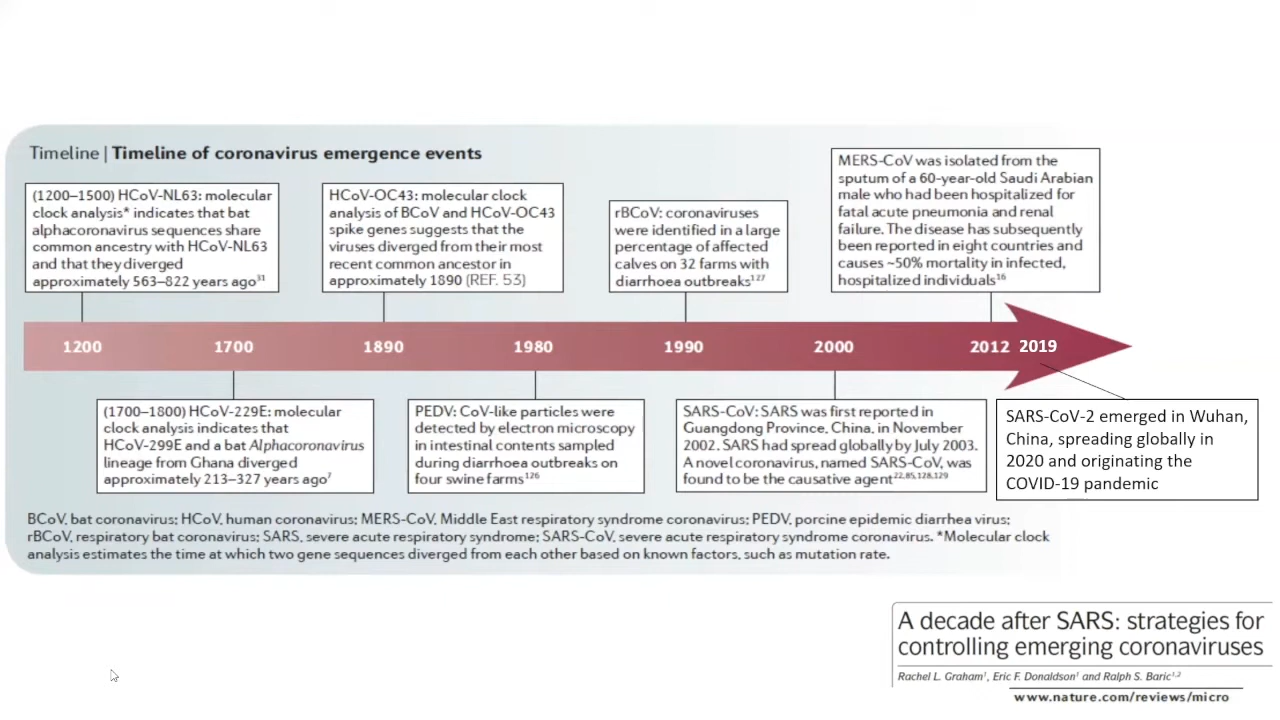 Timeline | Timeline of coronavirus emergence events
(1200–1500) HCoV-NL63: molecular
clock analysis* indicates that bat
alphacoronavirus sequences share
common ancestry with HCoV-NL63
and that they diverged
approximately 563–822 years ago³¹
HCoV-OC43: molecular clock
analysis of BCoV and HCoV-OC43
spike genes suggests that the
viruses diverged from their most
recent common ancestor in
approximately 1890 (REF. 53)
rBCoV: coronaviruses
were identified in a large
percentage of affected
calves on 32 farms with
diarrhoea outbreaks¹²⁷
MERS-CoV was isolated from the
sputum of a 60-year-old Saudi Arabian
male who had been hospitalized for
fatal acute pneumonia and renal
failure. The disease has subsequently
been reported in eight countries and
causes ~50% mortality in infected,
hospitalized individuals¹⁶
1200 1700 1890 1980 1990 2000 2012 2019
(1700–1800) HCoV-229E: molecular
clock analysis indicates that
HCoV-299E and a bat Alphacoronavirus
lineage from Ghana diverged
approximately 213–327 years ago⁷
PEDV: CoV-like particles were
detected by electron microscopy
in intestinal contents sampled
during diarrhoea outbreaks on
four swine farms¹²⁶
SARS-CoV: SARS was first reported in
Guangdong Province, China, in November
2002. SARS had spread globally by July 2003.
A novel coronavirus, named SARS-CoV, was
found to be the causative agent²²,⁸⁵,¹²⁸,¹²⁹
SARS-CoV-2 emerged in Wuhan,
China, spreading globally in
2020 and originating the
COVID-19 pandemic
BCoV, bat coronavirus; HCoV, human coronavirus; MERS-CoV, Middle East respiratory syndrome coronavirus; PEDV, porcine epidemic diarrhea virus;
rBCoV, respiratory bat coronavirus; SARS, severe acute respiratory syndrome; SARS-CoV, severe acute respiratory syndrome coronavirus. *Molecular clock
analysis estimates the time at which two gene sequences diverged from each other based on known factors, such as mutation rate.
A decade after SARS: strategies for
controlling emerging coronaviruses
Rachel L. Graham¹, Eric F. Donaldson¹ and Ralph S. Baric¹,²
www.nature.com/reviews/micro